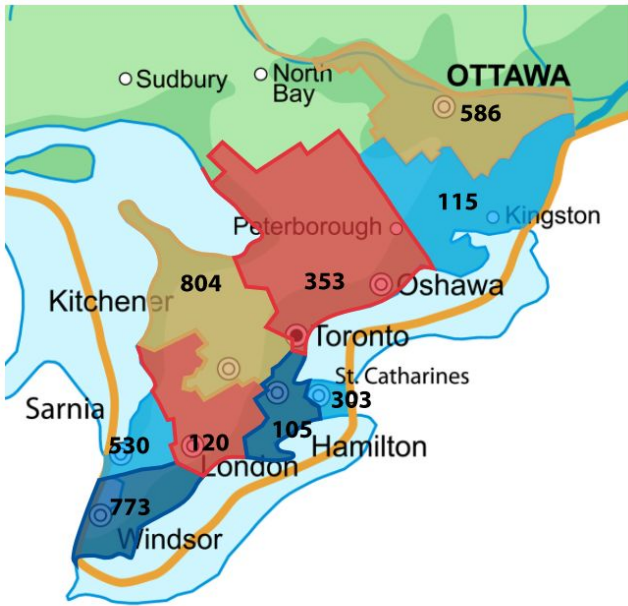 Sudbury
North
Bay
OTTAWA
586
115
Kingston
Peterborough
804
353
Kitchener
Oshawa
Toronto
St. Catharines
303
Sarnia
530
120
105
Hamilton
London
773
Windsor